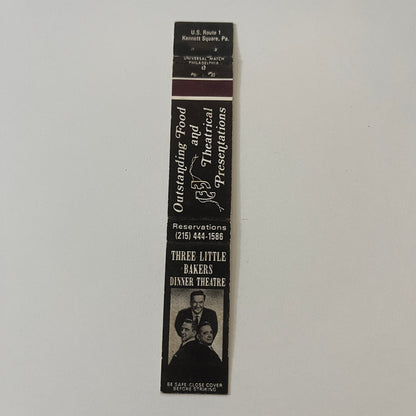 U.S. Route 1
Kennett Square, Pa.
UNIVERSAL MATCH
PHILADELPHIA
Outstanding Food
and
Theatrical
Presentations
Reservations
(215) 444-1586
THREE LITTLE
BAKERS
DINNER THEATRE
BE SAFE. CLOSE COVER
BEFORE STRIKING